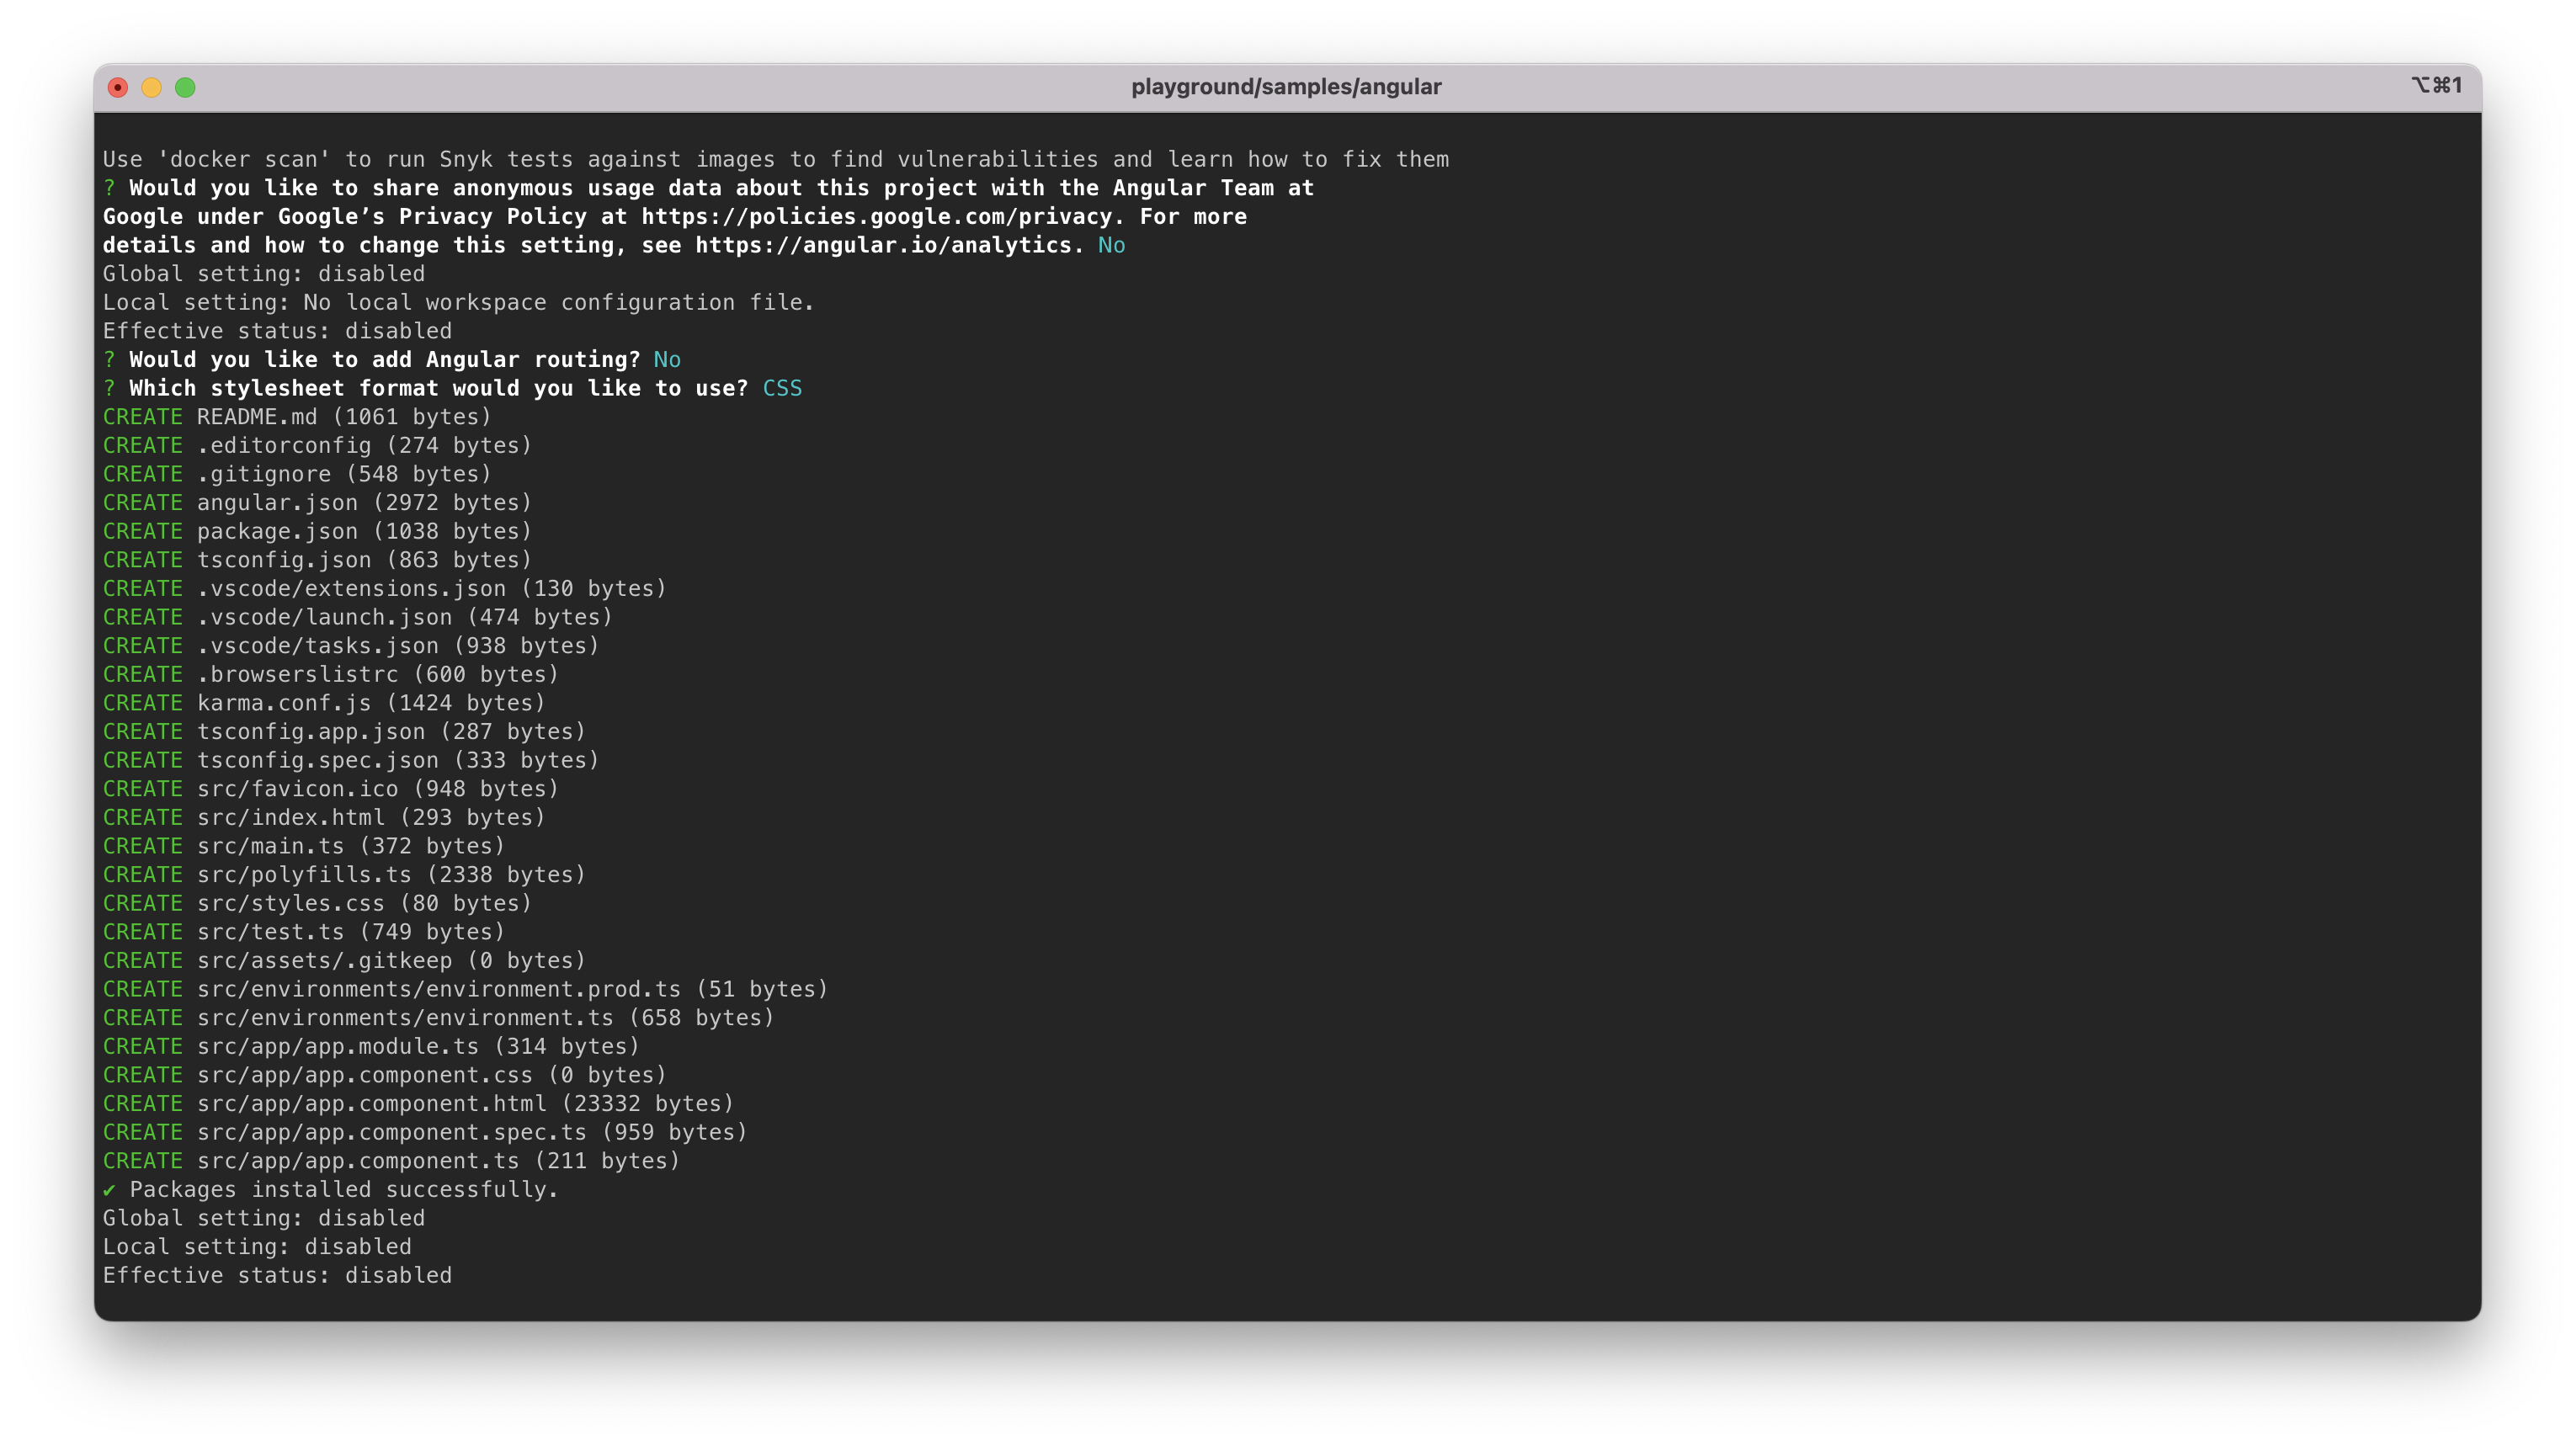 playground/samples/angular
⌥⌘1
Use 'docker scan' to run Snyk tests against images to find vulnerabilities and learn how to fix them
? Would you like to share anonymous usage data about this project with the Angular Team at
Google under Google’s Privacy Policy at https://policies.google.com/privacy. For more
details and how to change this setting, see https://angular.io/analytics. No
Global setting: disabled
Local setting: No local workspace configuration file.
Effective status: disabled
? Would you like to add Angular routing? No
? Which stylesheet format would you like to use? CSS
CREATE README.md (1061 bytes)
CREATE .editorconfig (274 bytes)
CREATE .gitignore (548 bytes)
CREATE angular.json (2972 bytes)
CREATE package.json (1038 bytes)
CREATE tsconfig.json (863 bytes)
CREATE .vscode/extensions.json (130 bytes)
CREATE .vscode/launch.json (474 bytes)
CREATE .vscode/tasks.json (938 bytes)
CREATE .browserslistrc (600 bytes)
CREATE karma.conf.js (1424 bytes)
CREATE tsconfig.app.json (287 bytes)
CREATE tsconfig.spec.json (333 bytes)
CREATE src/favicon.ico (948 bytes)
CREATE src/index.html (293 bytes)
CREATE src/main.ts (372 bytes)
CREATE src/polyfills.ts (2338 bytes)
CREATE src/styles.css (80 bytes)
CREATE src/test.ts (749 bytes)
CREATE src/assets/.gitkeep (0 bytes)
CREATE src/environments/environment.prod.ts (51 bytes)
CREATE src/environments/environment.ts (658 bytes)
CREATE src/app/app.module.ts (314 bytes)
CREATE src/app/app.component.css (0 bytes)
CREATE src/app/app.component.html (23332 bytes)
CREATE src/app/app.component.spec.ts (959 bytes)
CREATE src/app/app.component.ts (211 bytes)
✔ Packages installed successfully.
Global setting: disabled
Local setting: disabled
Effective status: disabled